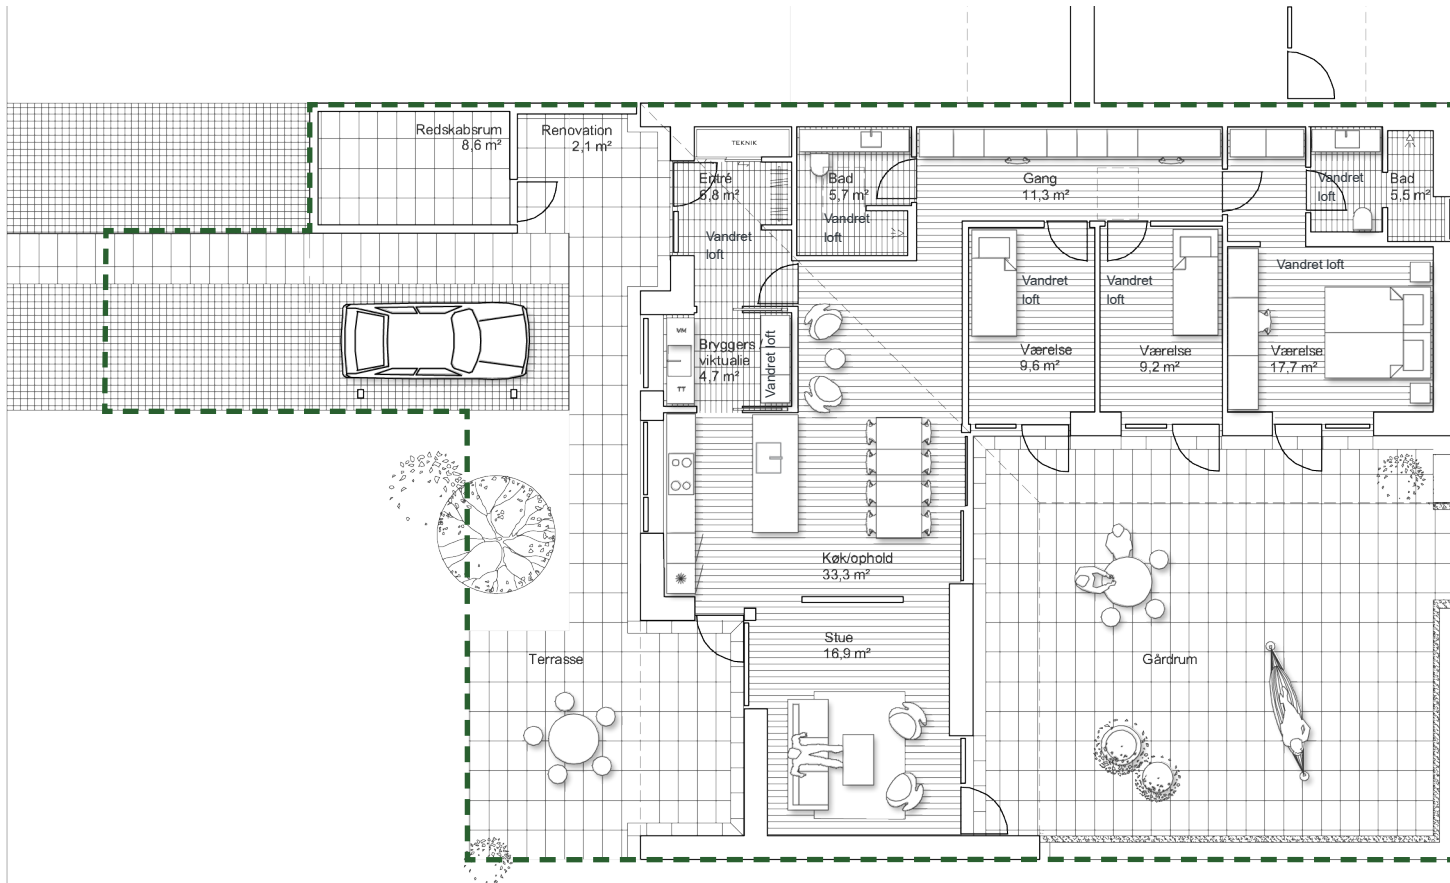 Redskabsrum
8,6 m²
Renovation
2,1 m²
TEKNIK
Entré
6,8 m²
Vandret
loft
Bad
5,7 m²
Vandret
loft
Gang
11,3 m²
Vandret
loft
Bad
5,5 m²
Vandret
loft
Værelse
9,6 m²
Vandret
loft
Værelse
9,2 m²
Vandret loft
Værelse
17,7 m²
VM
Bryggers
viktualie
4,7 m²
TT
Vandret loft
Køk/ophold
33,3 m²
Stue
16,9 m²
Terrasse
Gårdrum